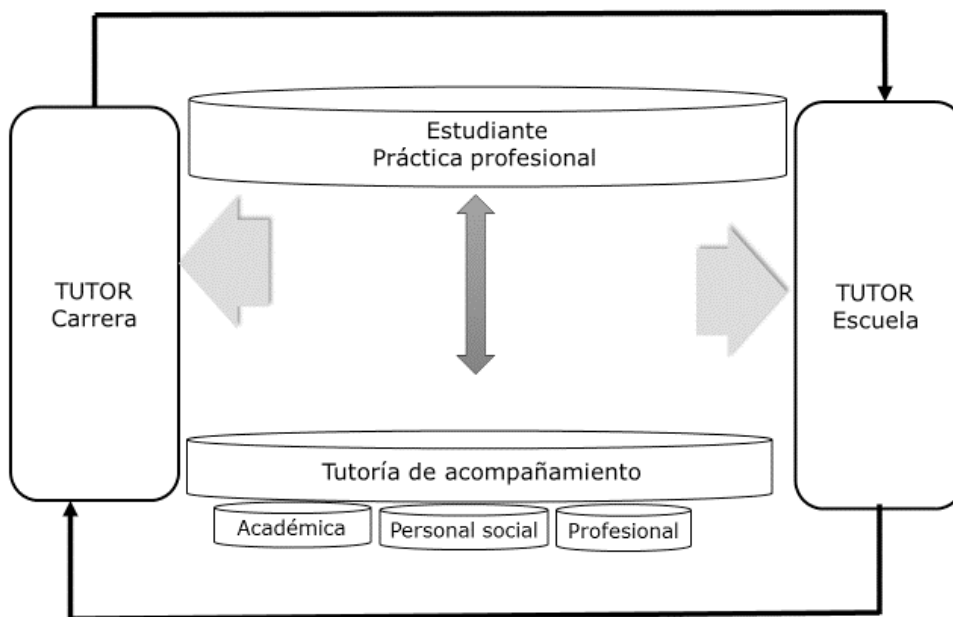 Estudiante
Práctica profesional
TUTOR
Carrera
TUTOR
Escuela
Tutoría de acompañamiento
Académica
Personal social
Profesional